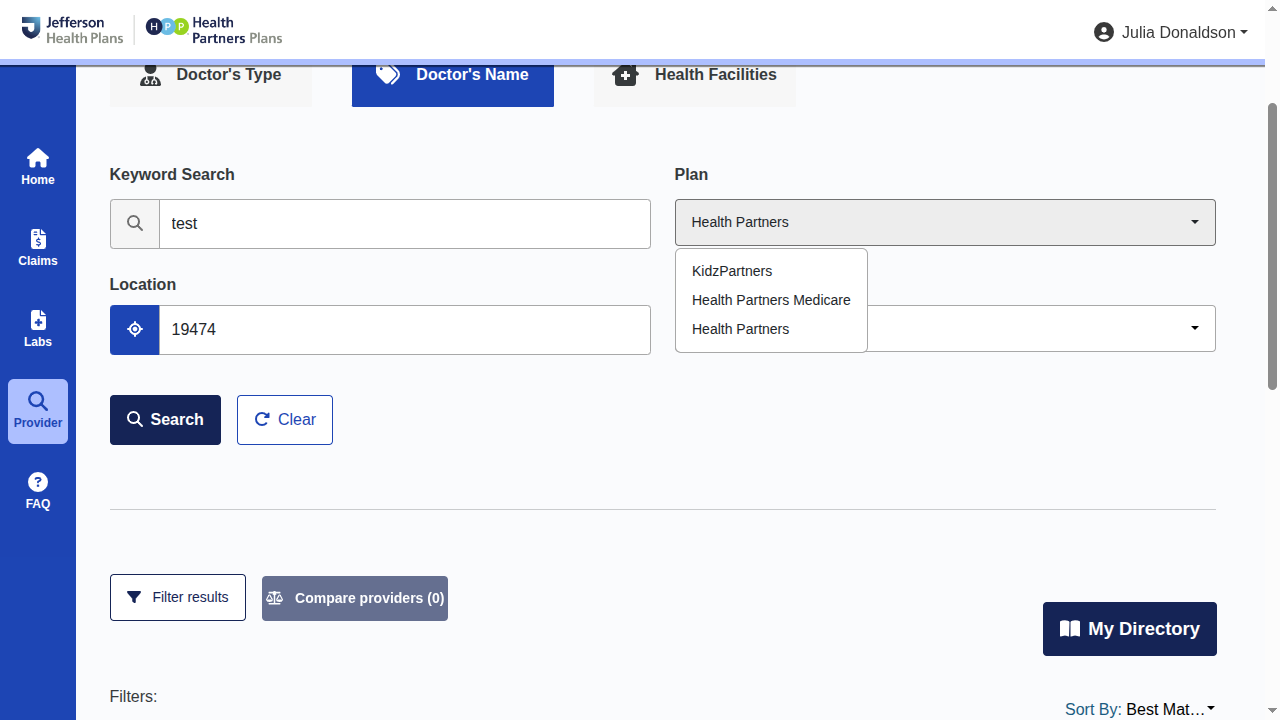 Jefferson
Health Plans
HPP
Health
Partners Plans
Julia Donaldson
Doctor's Type
Doctor's Name
Health Facilities
Home
Claims
Labs
Provider
FAQ
Keyword Search
test
Plan
Health Partners
KidzPartners
Health Partners Medicare
Health Partners
Location
19474
Search
Clear
Filter results
Compare providers (0)
My Directory
Filters:
Sort By: Best Mat...